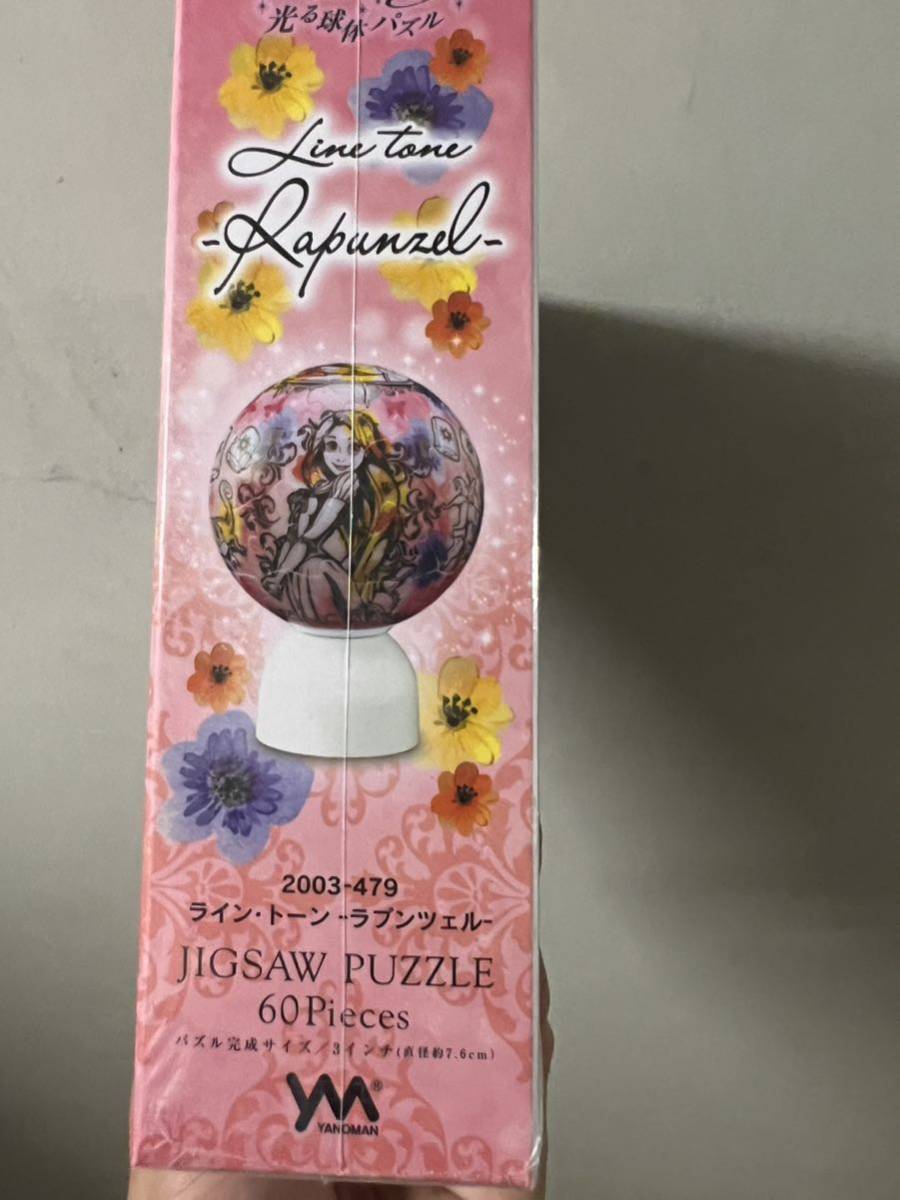 光る球体パズル
Line tone
-Rapunzel-
2003-479
ライン・トーン -ラプンツェル-
JIGSAW PUZZLE
60Pieces
パズル完成サイズ/3インチ(直径約7.6cm)
YM®
YANOMAN